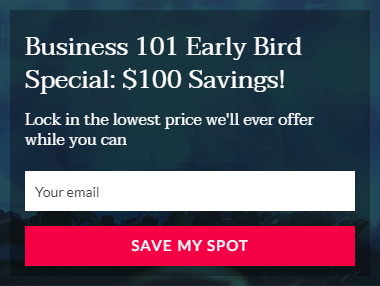 Business 101 Early Bird
Special: $100 Savings!
Lock in the lowest price we'll ever offer
while you can
Your email
SAVE MY SPOT